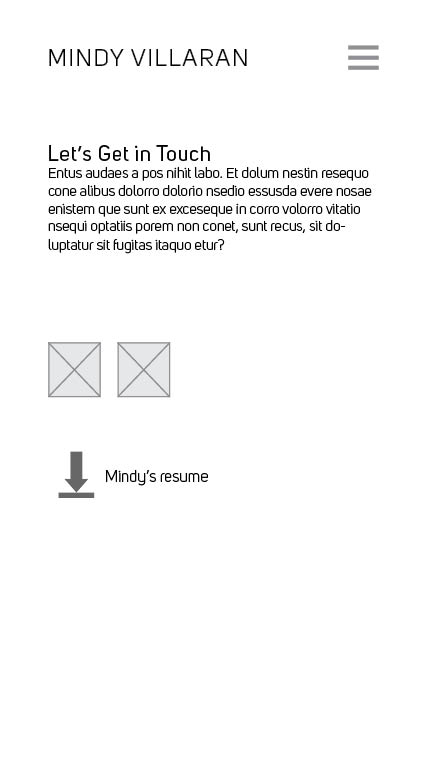 MINDY VILLARAN
Let's Get in Touch
Entus audaes a pos nihit labo. Et dolum nestin resequo
cone alibus dolorro dolorio nsedio essusda evere nosae
enistem que sunt ex exceseque in corro volorro vitatio
nsequi optatiis porem non conet, sunt recus, sit do-
luptatur sit fugitas itaquo etur?
Mindy's resume